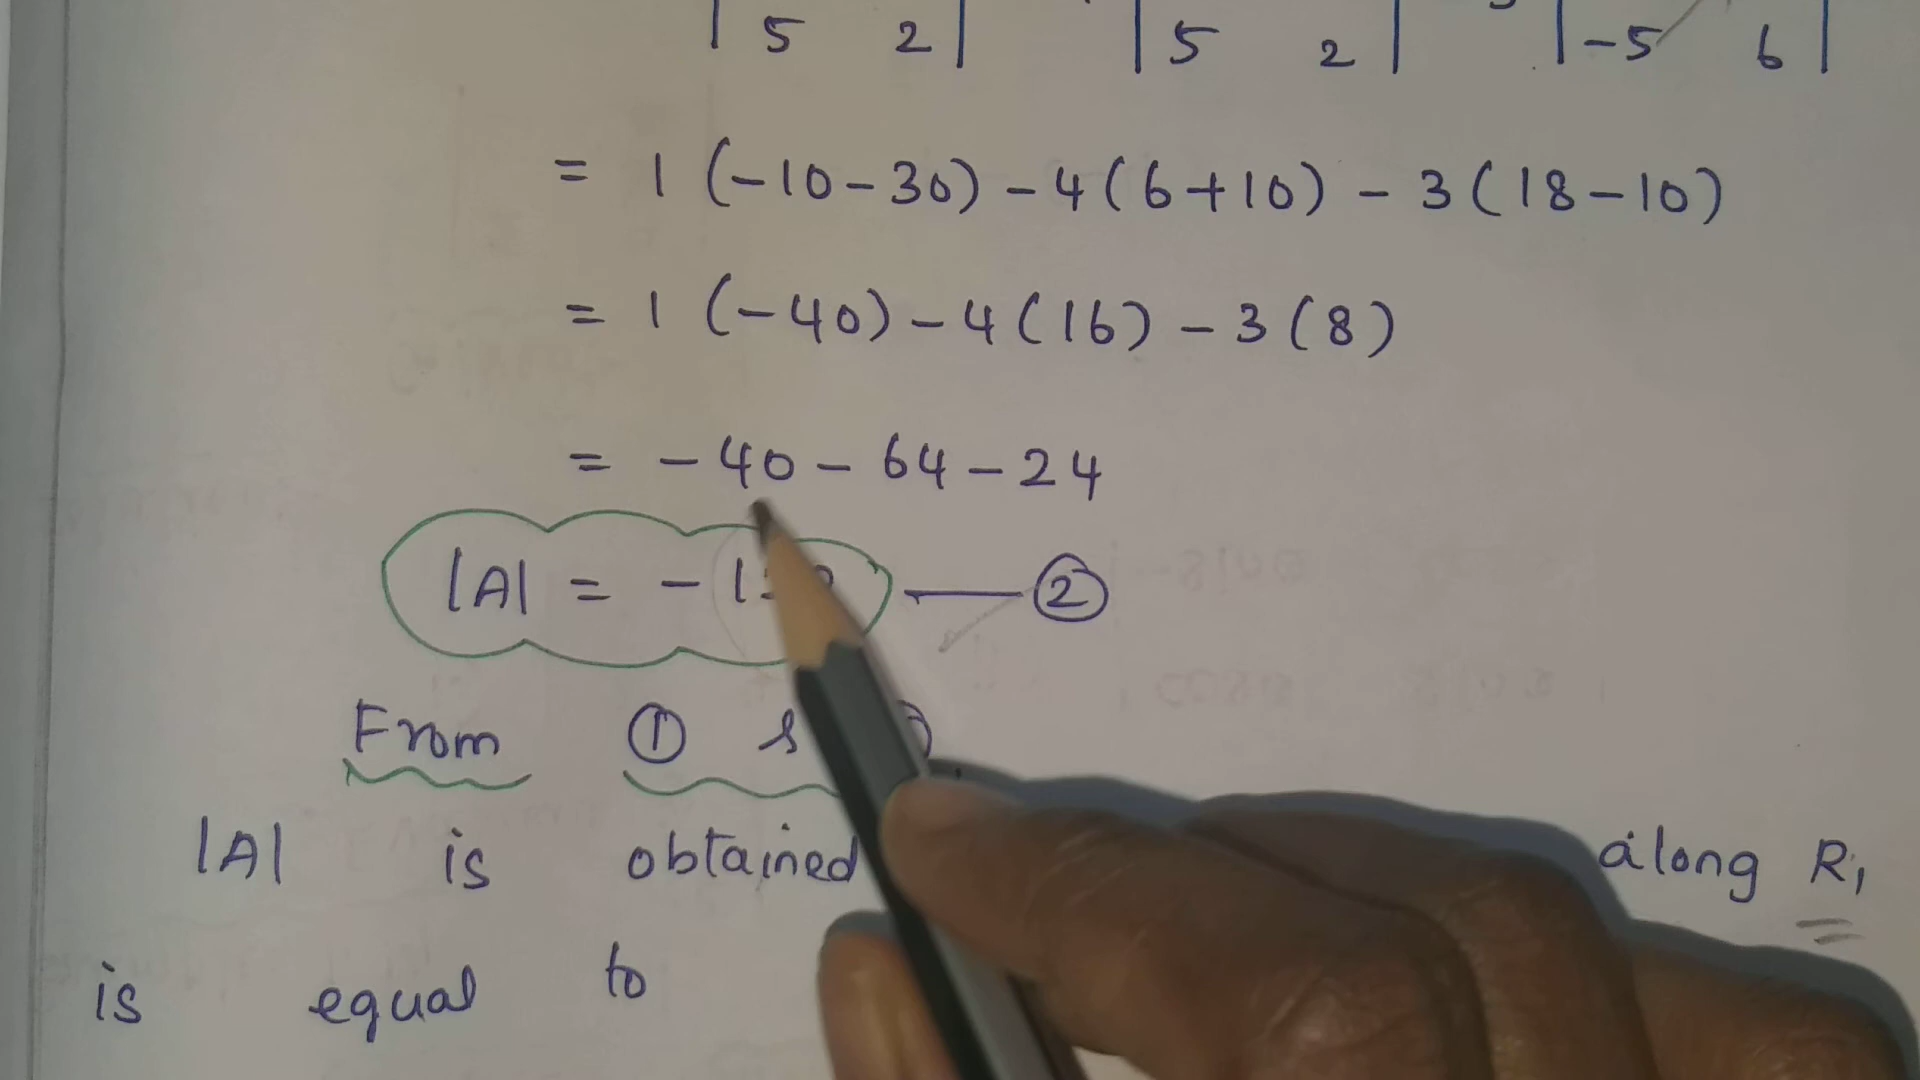 | 5 2 | | 5 2 | | -5 6 |
= 1 (-10-30) -4(6+10) - 3(18-10)
= 1 (-40) -4(16) - 3(8)
= -40 - 64 - 24
|A| = - ②
From ①
|A| is obtained along R₁
is equal to